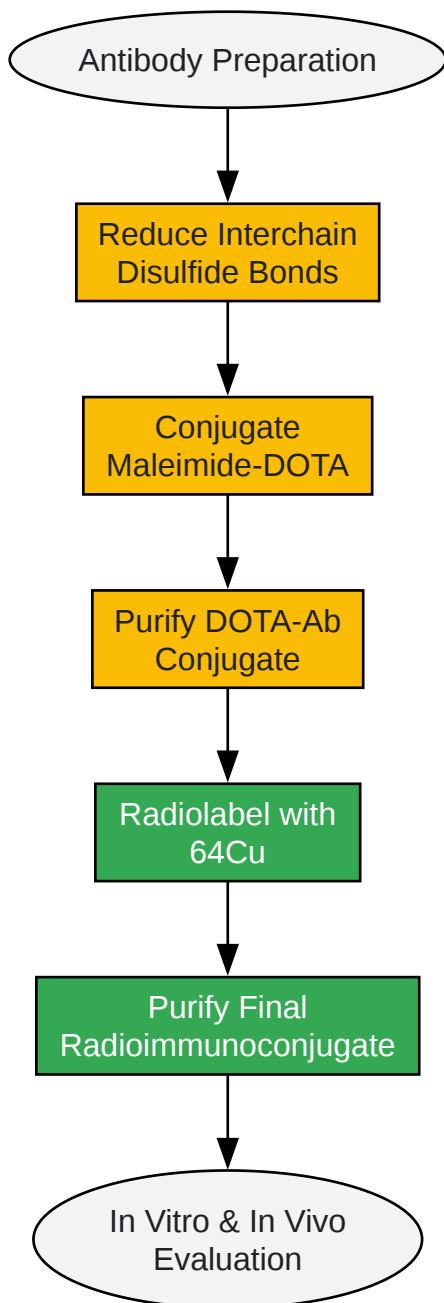 Antibody Preparation
Reduce Interchain
Disulfide Bonds
Conjugate
Maleimide-DOTA
Purify DOTA-Ab
Conjugate
Radiolabel with
64Cu
Purify Final
Radioimmunoconjugate
In Vitro & In Vivo
Evaluation